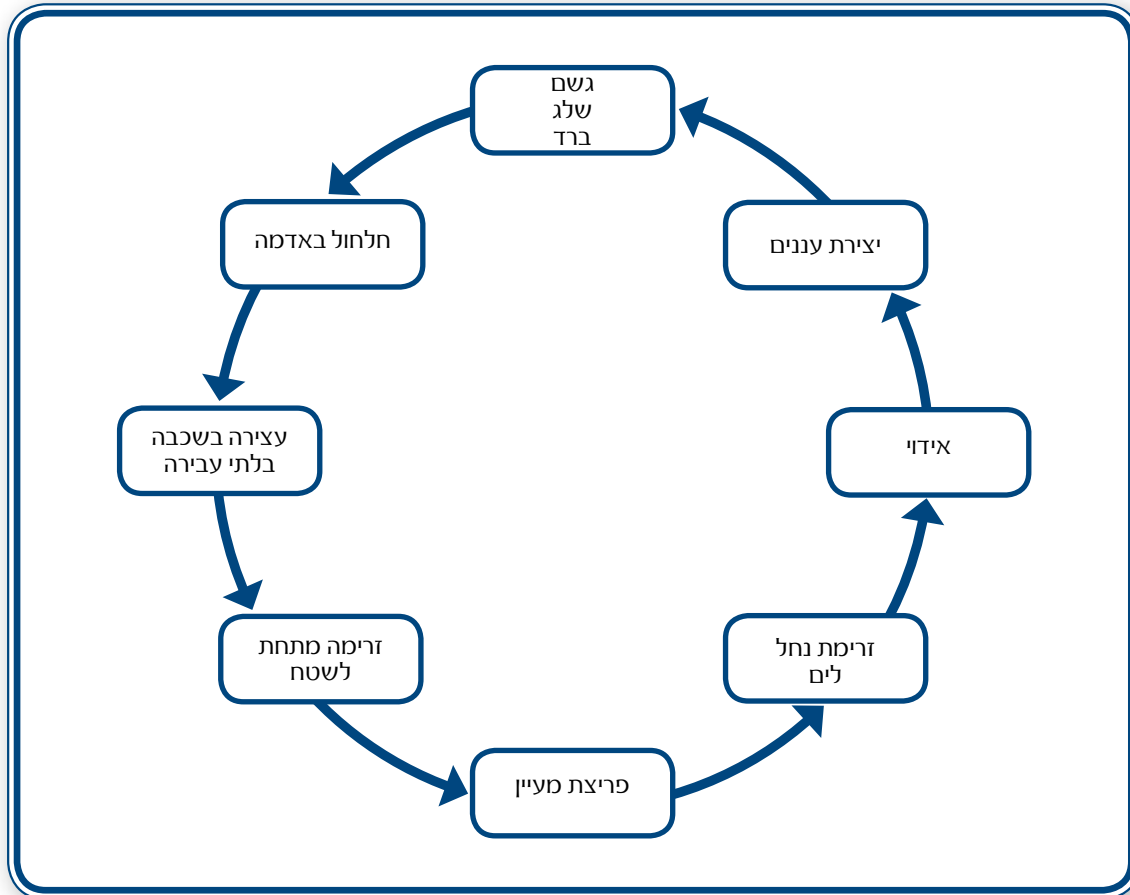 גשם
שלג
ברד
חלחול באדמה
עצירה בשכבה
בלתי עבירה
זרימה מתחת
לשטח
פריצת מעיין
זרימת נחל
לים
אידוי
יצירת עננים